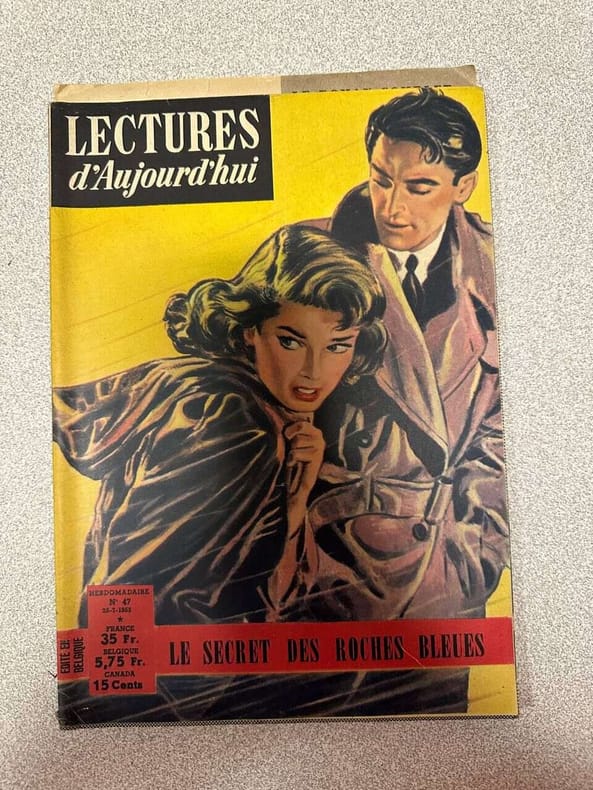 LECTURES
d'Aujourd'hui
HEBDOMADAIRE
N° 47
FRANCE
35 Fr.
BELGIQUE
5,75 Fr.
CANADA
15 Cents
EDITÉ EN
BELGIQUE
LE SECRET DES ROCHES BLEUES